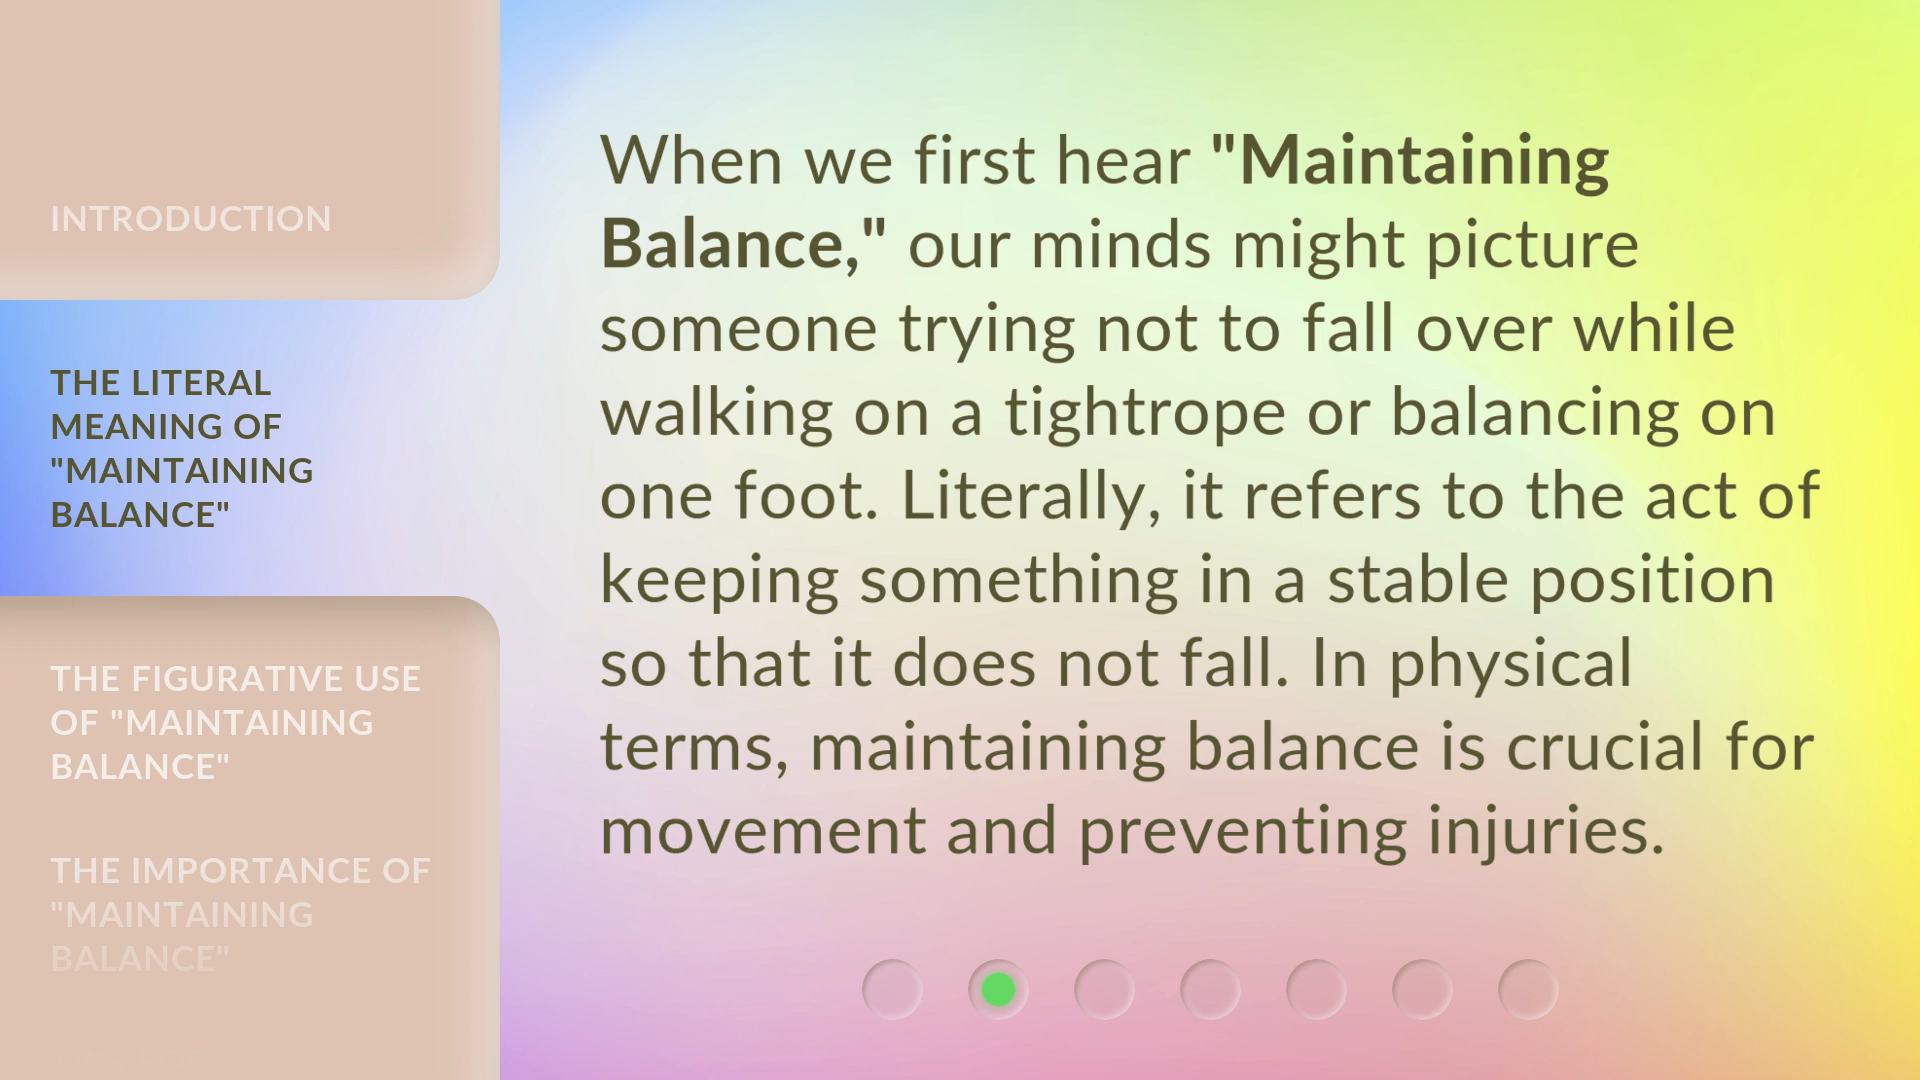 INTRODUCTION
THE LITERAL
MEANING OF
"MAINTAINING
BALANCE"
THE FIGURATIVE USE
OF "MAINTAINING
BALANCE"
THE IMPORTANCE OF
"MAINTAINING
BALANCE"
When we first hear "Maintaining
Balance," our minds might picture
someone trying not to fall over while
walking on a tightrope or balancing on
one foot. Literally, it refers to the act of
keeping something in a stable position
so that it does not fall. In physical
terms, maintaining balance is crucial for
movement and preventing injuries.